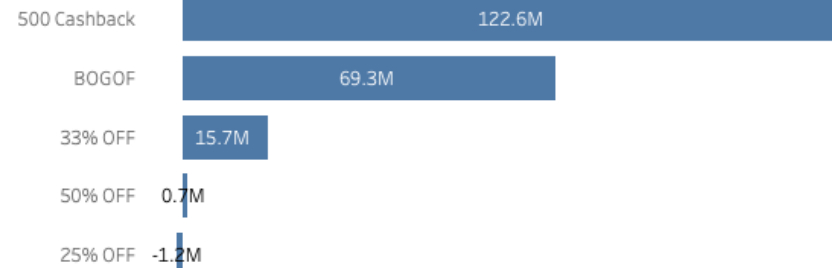 500 Cashback 122.6M
BOGOF 69.3M
33% OFF 15.7M
50% OFF 0.7M
25% OFF -1.2M